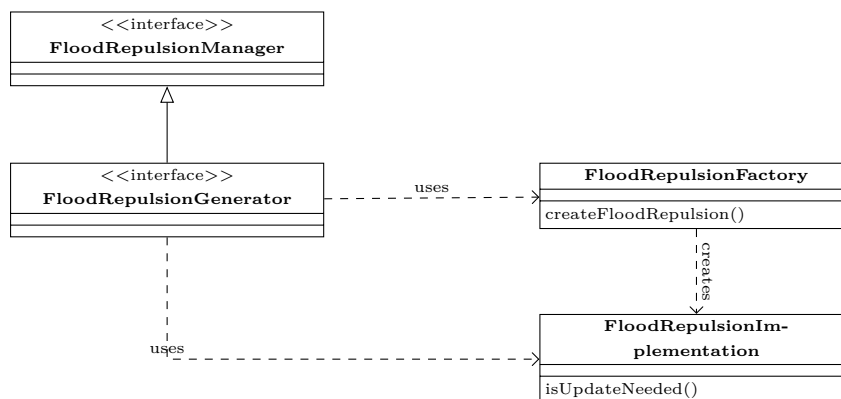 <<interface>>
FloodRepulsionManager
<<interface>>
FloodRepulsionGenerator
uses
FloodRepulsionFactory
createFloodRepulsion()
creates
uses
FloodRepulsionIm-
plementation
isUpdateNeeded()